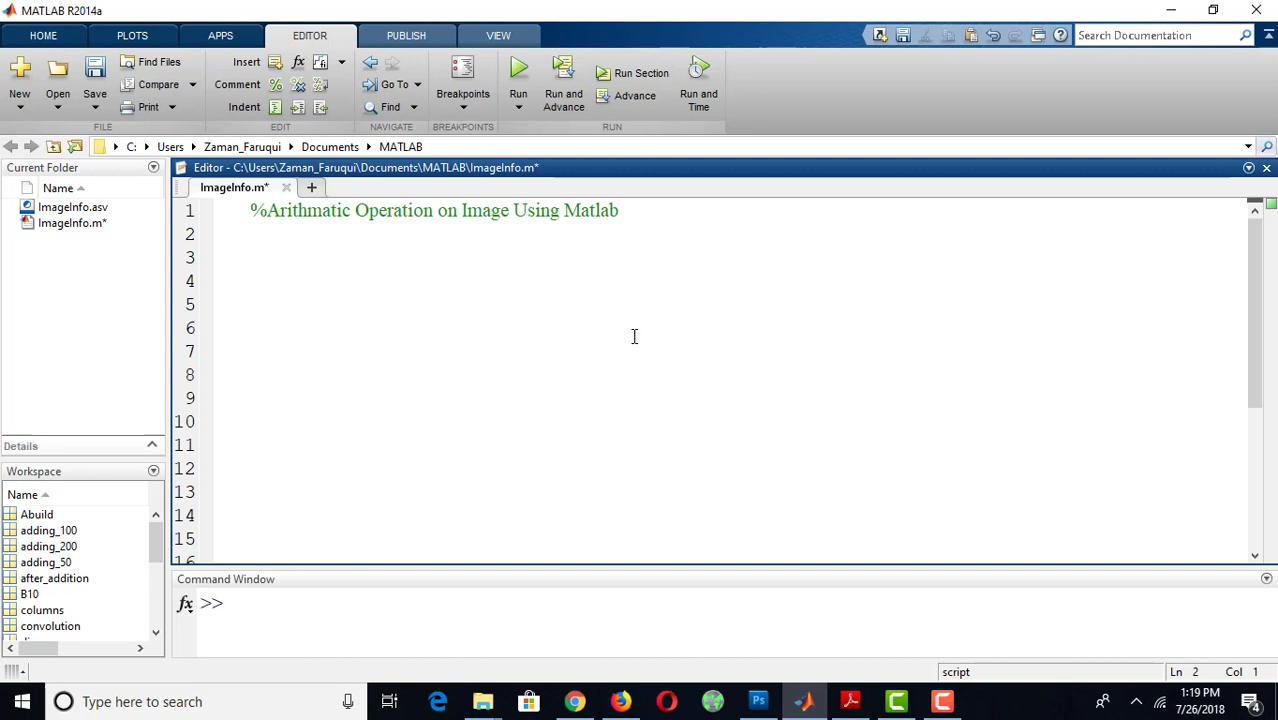 MATLAB R2014a
HOME PLOTS APPS EDITOR PUBLISH VIEW Search Documentation
New Open Save Find Files Compare Print
Insert Comment Indent
Go To Find
Breakpoints
Run Run and Advance Run Section Advance Run and Time
FILE EDIT NAVIGATE BREAKPOINTS RUN
C: Users Zaman_Faruqui Documents MATLAB
Current Folder
Name
ImageInfo.asv
ImageInfo.m*
Details
Workspace
Name
Abuild
adding_100
adding_200
adding_50
after_addition
B10
columns
convolution
Editor - C:\Users\Zaman_Faruqui\Documents\MATLAB\ImageInfo.m*
ImageInfo.m*
1 %Arithmatic Operation on Image Using Matlab
2
3
4
5
6
7
8
9
10
11
12
13
14
15
16
Command Window
fx >>
script Ln 2 Col 1
Type here to search
1:19 PM
7/26/2018
4